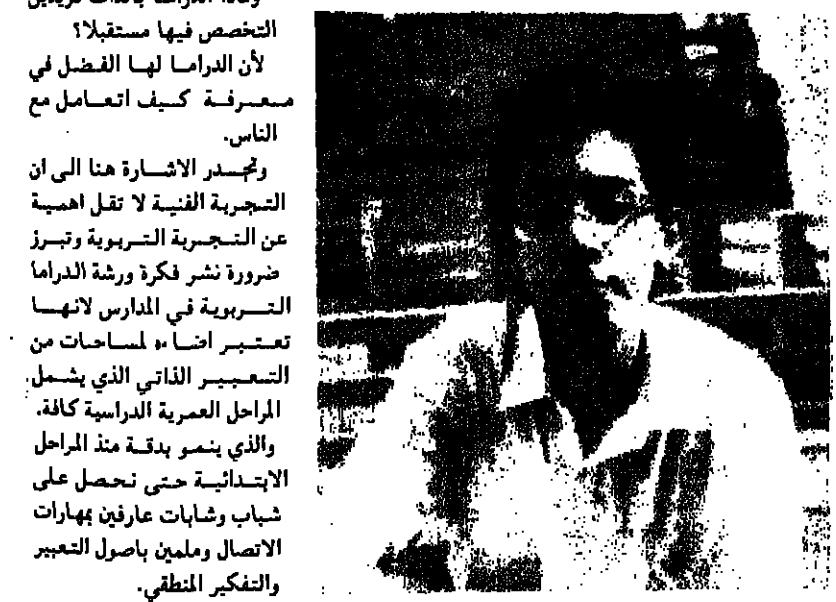 التخصص فيها مستقبلا؟
لأن الدراما لها الفضل في
معرفة كيف اتعامل مع
الناس.
وتجدر الاشارة هنا الى ان
التجربة الفنية لا تقل اهمية
عن التجربة التربوية وتبرز
ضرورة نشر فكرة ورشة الدراما
التربوية في المدارس لانهـا
تعتبر اضاءة لمساحات من
التعبير الذاتي الذي يشمل
المراحل العمرية الدراسية كافة.
والذي ينمو بدقة منذ المراحل
الابتدائية حتى نحصل على
شباب وشابات عارفين بمهارات
الاتصال وملمين باصول التعبير
والتفكير المنطقي.